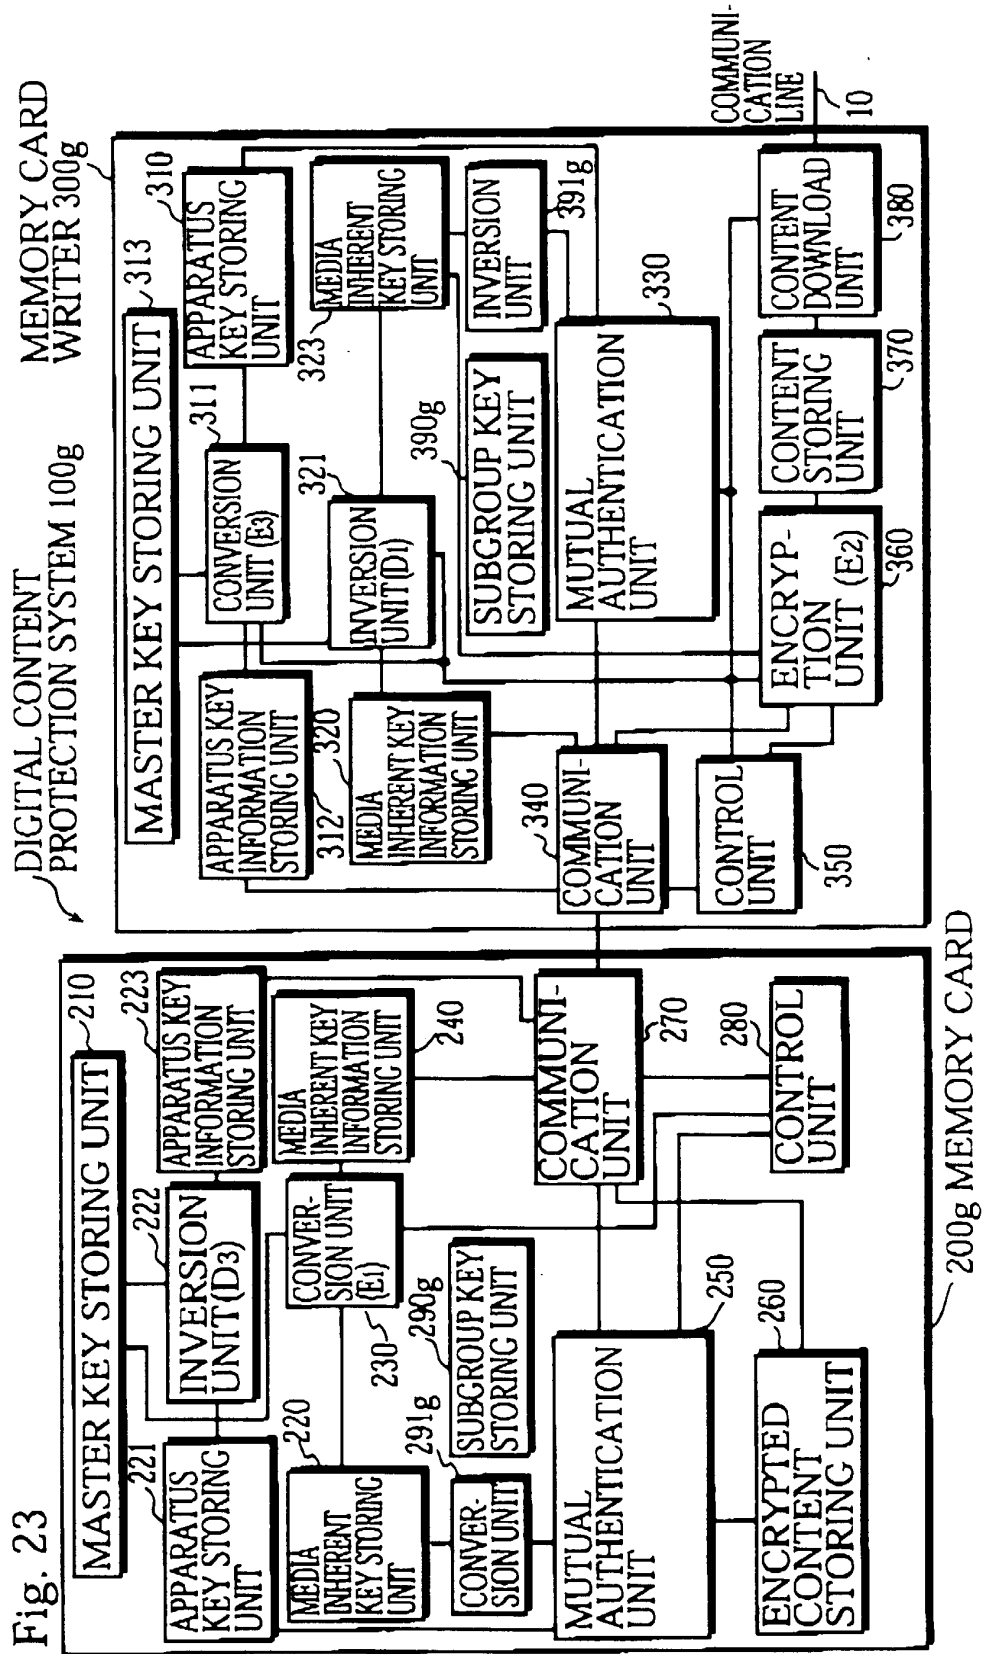 Fig. 23
DIGITAL CONTENT
PROTECTION SYSTEM 100g
MEMORY CARD
WRITER 300g
MASTER KEY STORING UNIT
210
221
APPARATUS
KEY STORING
UNIT
222
INVERSION
UNIT(D3)
223
APPARATUS KEY
INFORMATION
STORING UNIT
220
MEDIA
INHERENT
KEY STORING
UNIT
CONVER-
SION UNIT
(E1)
230
MEDIA
INHERENT KEY
INFORMATION
STORING UNIT
240
291g
CONVER-
SION UNIT
290g
SUBGROUP KEY
STORING UNIT
MUTUAL
AUTHENTICATION
UNIT
250
COMMUNI-
CATION
UNIT
270
260
ENCRYPTED
CONTENT
STORING UNIT
280
CONTROL
UNIT
200g MEMORY CARD
MASTER KEY STORING UNIT
313
APPARATUS KEY
INFORMATION
STORING UNIT
312
311
CONVERSION
UNIT (E3)
310
APPARATUS
KEY STORING
UNIT
320
MEDIA
INHERENT KEY
INFORMATION
STORING UNIT
321
INVERSION
UNIT(D1)
323
MEDIA
INHERENT
KEY STORING
UNIT
390g
SUBGROUP KEY
STORING UNIT
INVERSION
UNIT
391g
340
COMMUNI-
CATION
UNIT
MUTUAL
AUTHENTICATION
UNIT
330
CONTROL
UNIT
350
ENCRYP-
TION
UNIT (E2)
360
CONTENT
STORING
UNIT
370
CONTENT
DOWNLOAD
UNIT
380
COMMUNI-
CATION
LINE
10